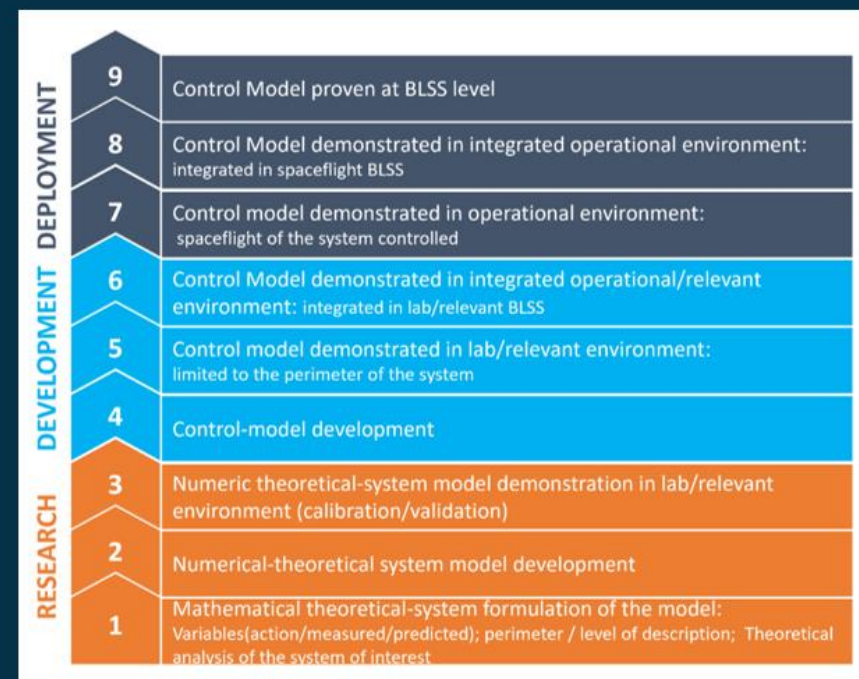 DEPLOYMENT
9
Control Model proven at BLSS level
8
Control Model demonstrated in integrated operational environment:
integrated in spaceflight BLSS
7
Control model demonstrated in operational environment:
spaceflight of the system controlled
DEVELOPMENT
6
Control Model demonstrated in integrated operational/relevant
environment: integrated in lab/relevant BLSS
5
Control model demonstrated in lab/relevant environment:
limited to the perimeter of the system
4
Control-model development
RESEARCH
3
Numeric theoretical-system model demonstration in lab/relevant
environment (calibration/validation)
2
Numerical-theoretical system model development
1
Mathematical theoretical-system formulation of the model:
Variables(action/measured/predicted); perimeter / level of description; Theoretical
analysis of the system of interest